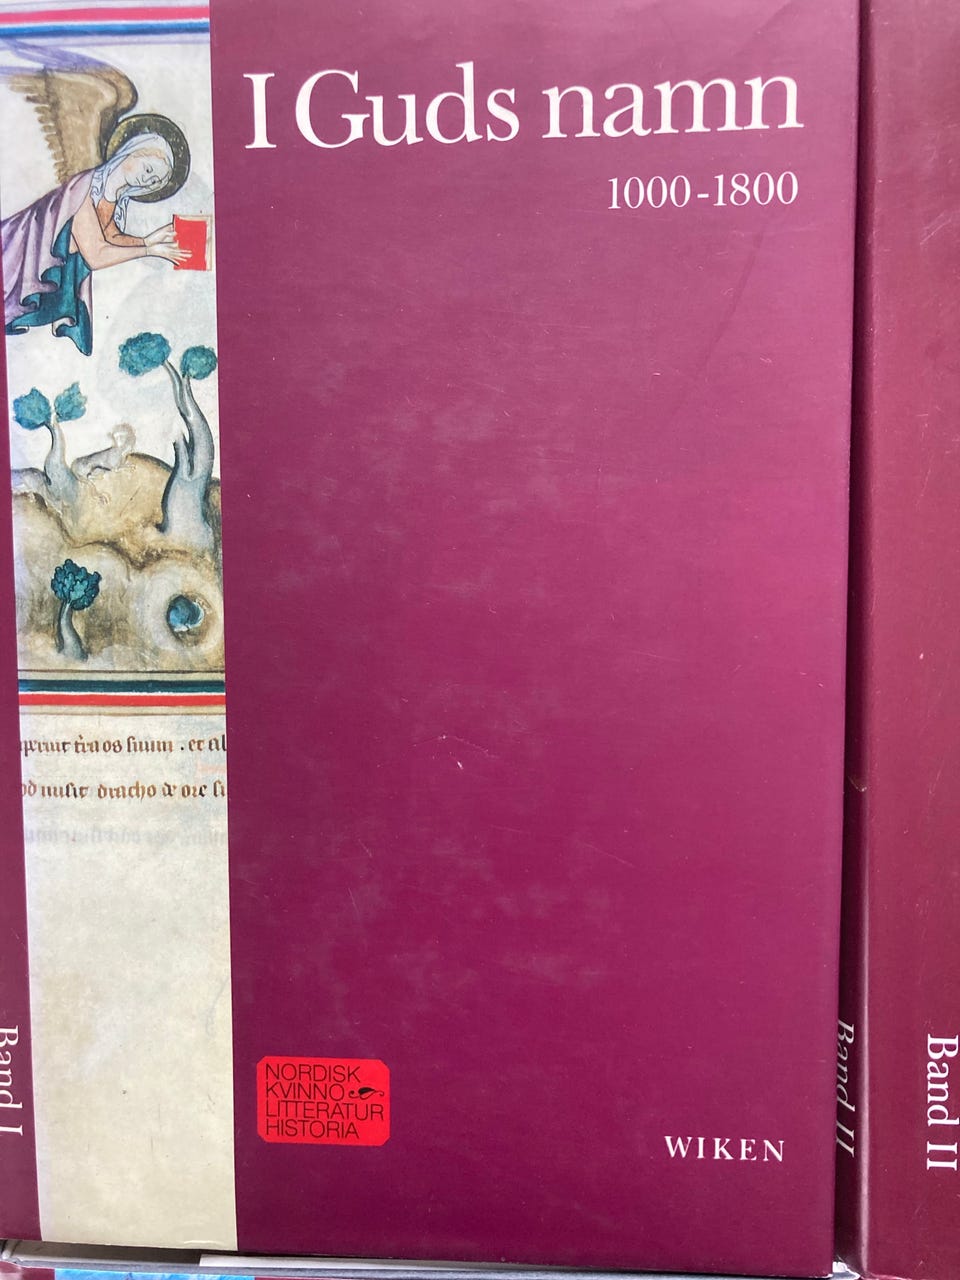 I Guds namn
1000-1800
NORDISK
KVINNO
LITTERATUR
HISTORIA
WIKEN
Band I
Band II
Band II